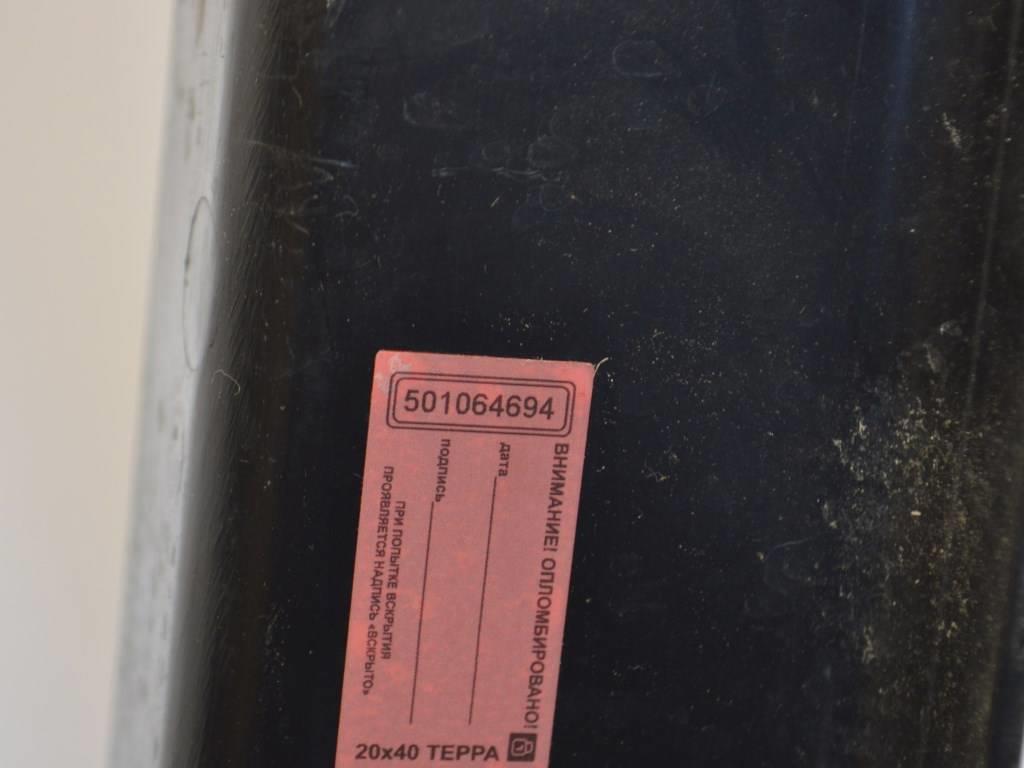 501064694
ВНИМАНИЕ! ОПЛОМБИРОВАНО!
дата
подпись
ПРИ ПОПЫТКЕ ВСКРЫТИЯ
ПРОЯВЛЯЕТСЯ НАДПИСЬ «ВСКРЫТО»
20x40 ТЕРРА